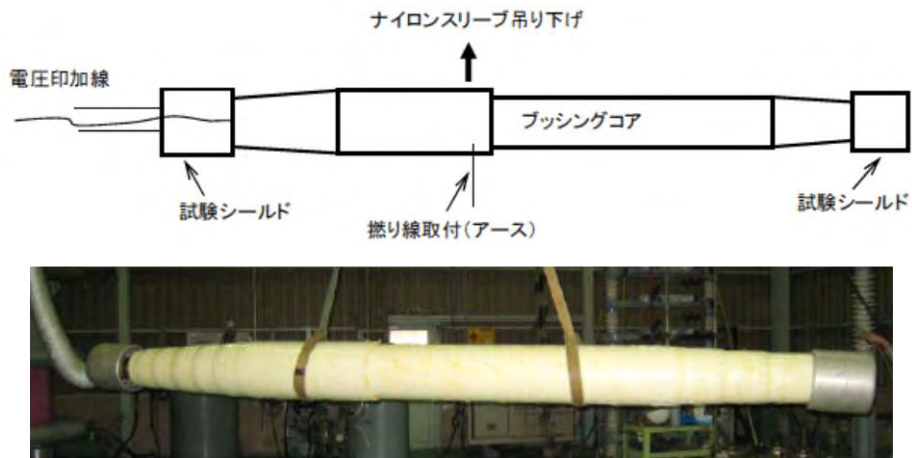 ナイロンスリーブ吊り下げ
電圧印加線
ブッシングコア
試験シールド
撚り線取付(アース)
試験シールド